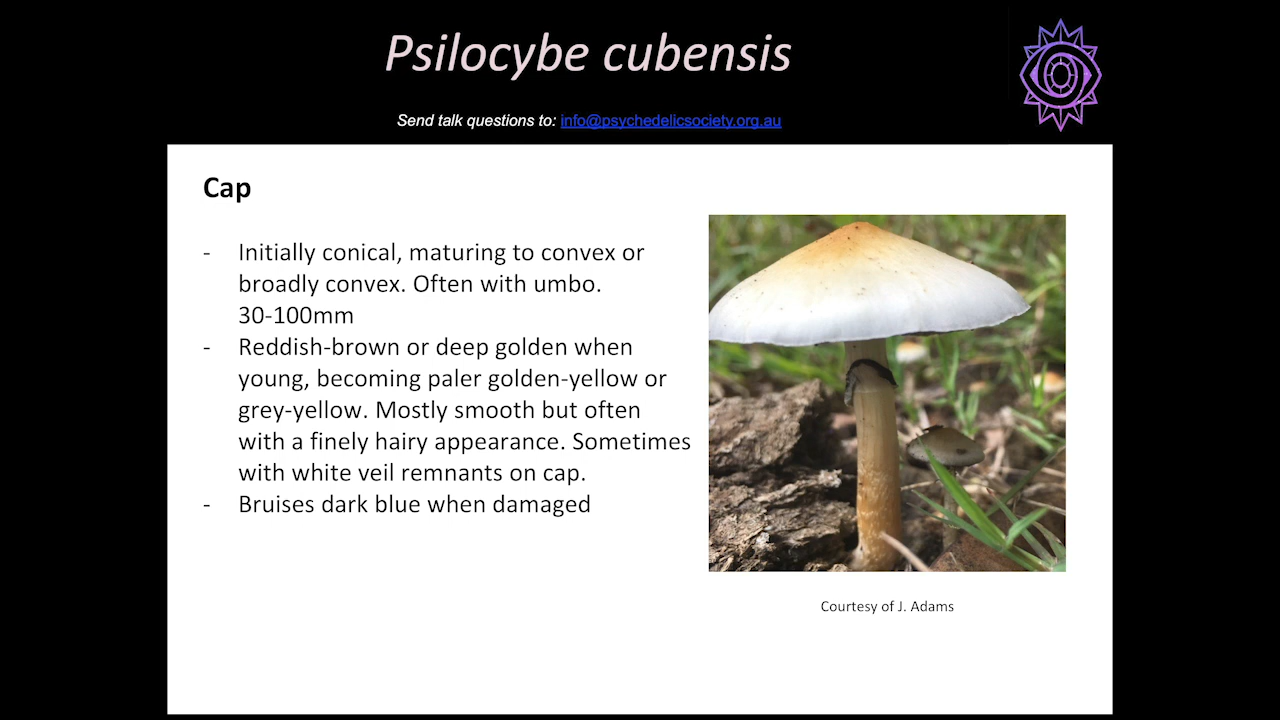 Psilocybe cubensis
Send talk questions to: info@psychedelicsociety.org.au
Cap
- Initially conical, maturing to convex or
broadly convex. Often with umbo.
30-100mm
- Reddish-brown or deep golden when
young, becoming paler golden-yellow or
grey-yellow. Mostly smooth but often
with a finely hairy appearance. Sometimes
with white veil remnants on cap.
- Bruises dark blue when damaged
Courtesy of J. Adams